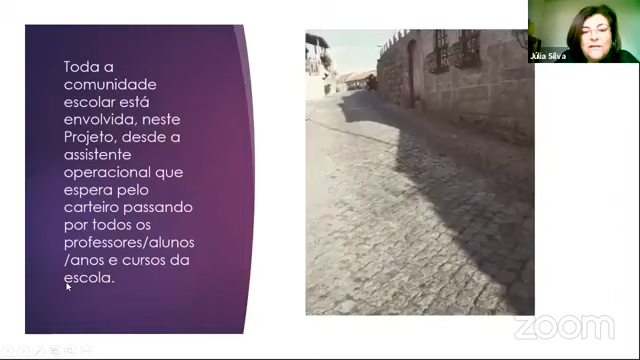 Toda a
comunidade
escolar está
envolvida, neste
Projeto, desde a
assistente
operacional que
espera pelo
carteiro passando
por todos os
professores/alunos
/anos e cursos da
escola.
Júlia Silva
zoom